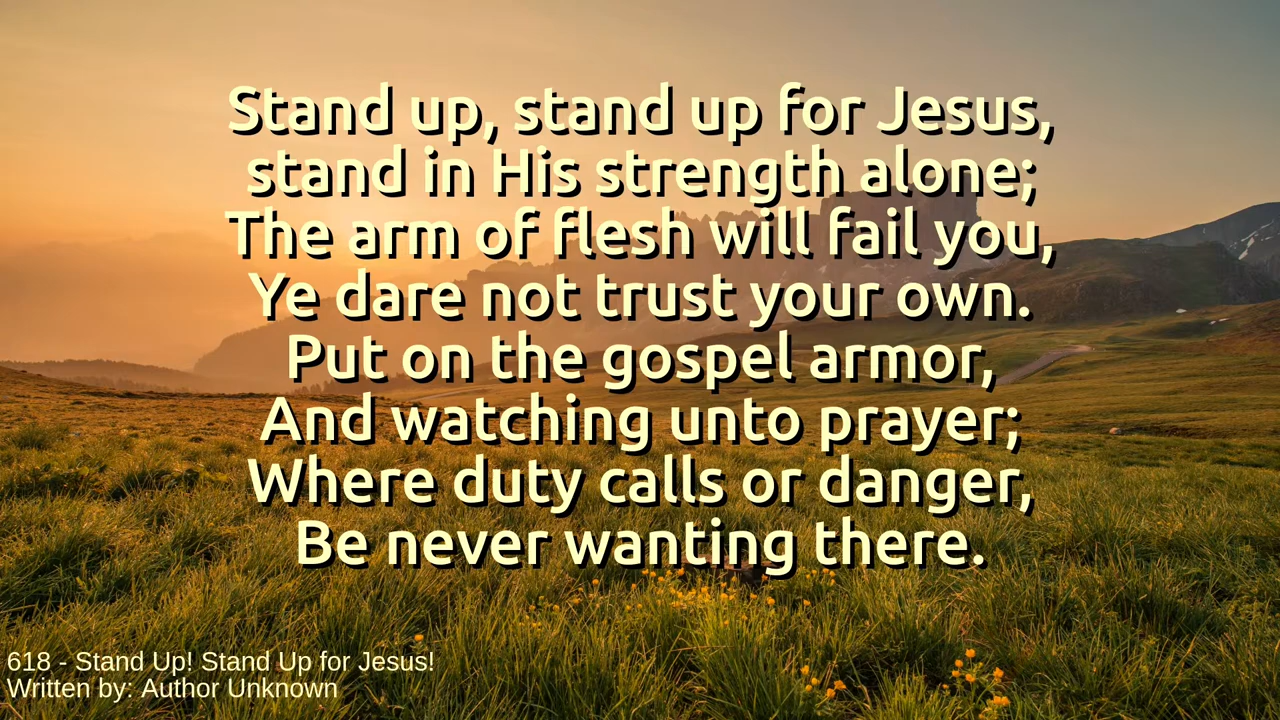 Stand up, stand up for Jesus,
stand in His strength alone;
The arm of flesh will fail you,
Ye dare not trust your own.
Put on the gospel armor,
And watching unto prayer;
Where duty calls or danger,
Be never wanting there.
618 - Stand Up! Stand Up for Jesus!
Written by: Author Unknown